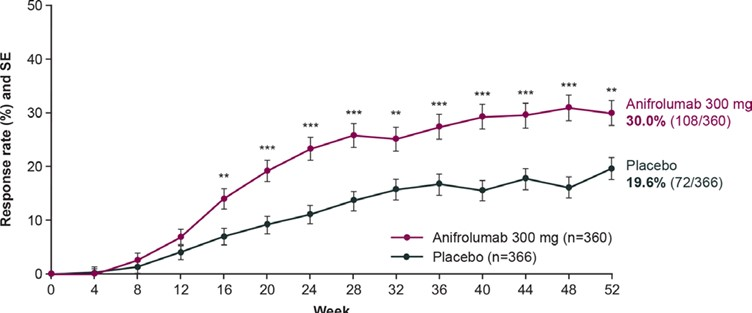 50
40
30
20
10
0
Response rate (%) and SE
** *** *** *** ** *** *** *** *** **
Anifrolumab 300 mg
30.0% (108/360)
Placebo
19.6% (72/366)
Anifrolumab 300 mg (n=360)
Placebo (n=366)
0 4 8 12 16 20 24 28 32 36 40 44 48 52
Week